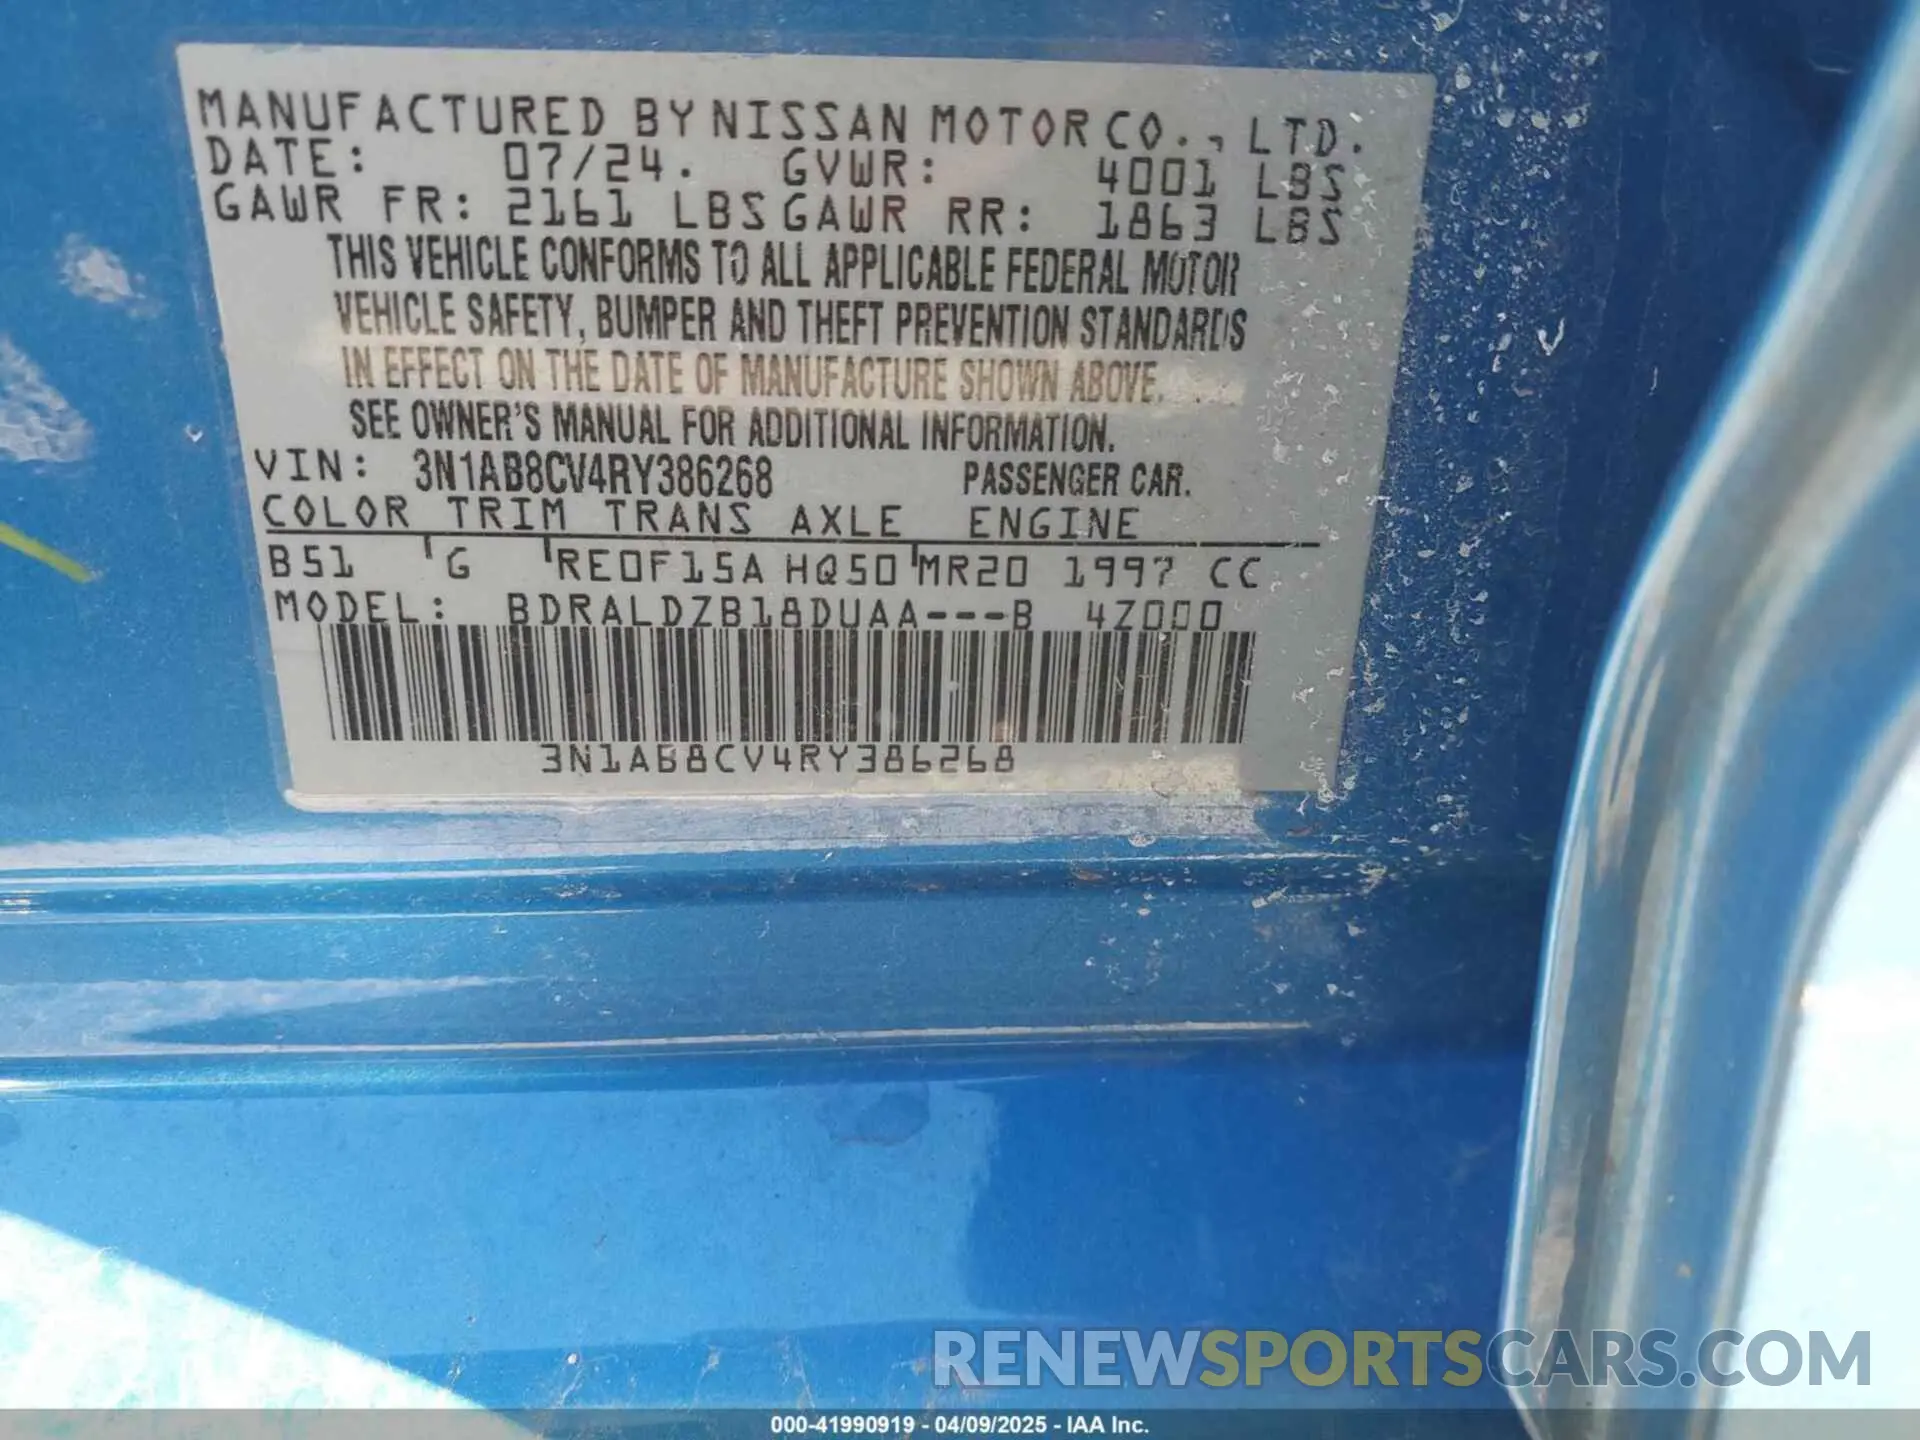 MANUFACTURED BY NISSAN MOTOR CO., LTD.
DATE: 07/24. GVWR: 4001 LBS
GAWR FR: 2161 LBS GAWR RR: 1863 LBS
THIS VEHICLE CONFORMS TO ALL APPLICABLE FEDERAL MOTOR
VEHICLE SAFETY, BUMPER AND THEFT PREVENTION STANDARDS
IN EFFECT ON THE DATE OF MANUFACTURE SHOWN ABOVE.
SEE OWNER'S MANUAL FOR ADDITIONAL INFORMATION.
VIN: 3N1AB8CV4RY386268 PASSENGER CAR.
COLOR TRIM TRANS AXLE ENGINE
B51 G RE0F15A HQ50 MR20 1997 CC
MODEL: BDRALDZB18DUAA---B 4Z000
3N1AB8CV4RY386268
RENEWSPORTSCARS.COM
000-41990919 - 04/09/2025 - IAA Inc.